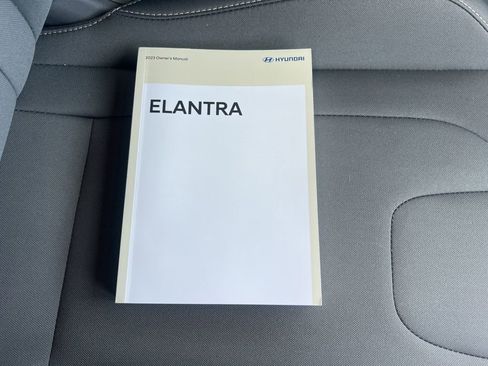 2023 Owner's Manual
HYUNDAI
ELANTRA